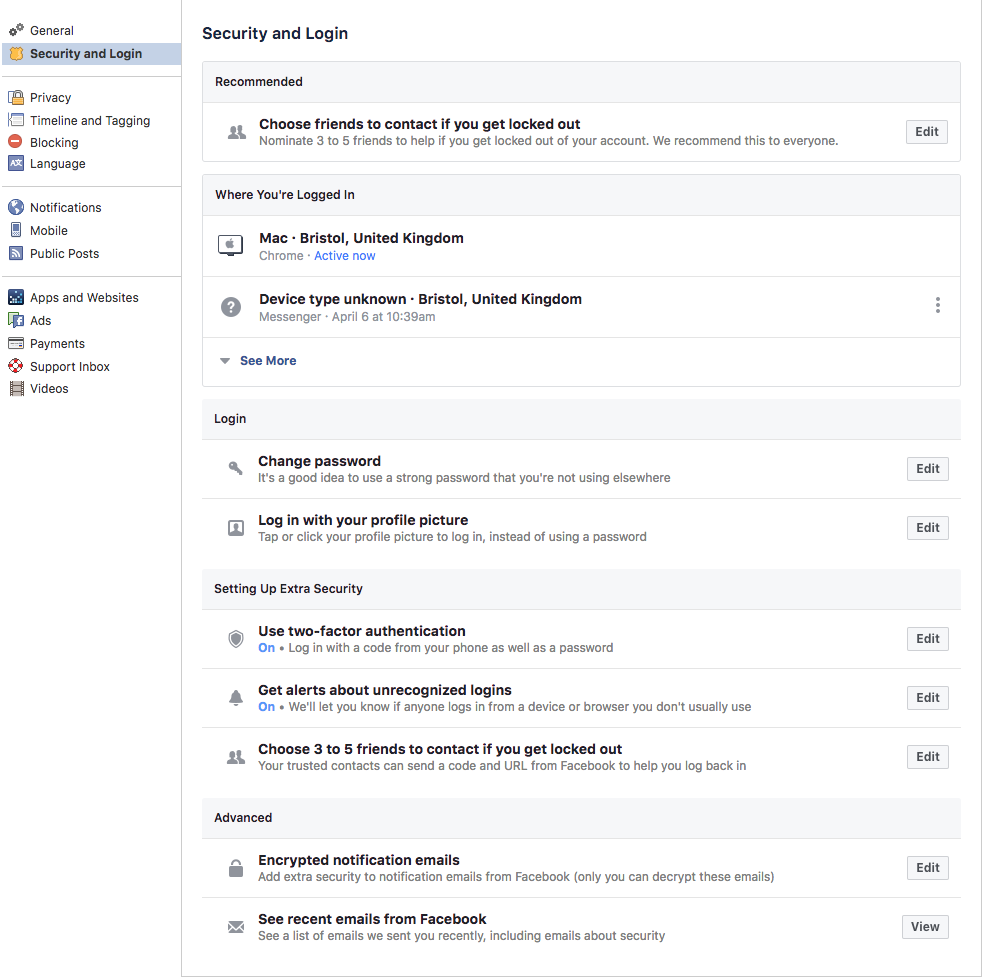 General
Security and Login
Privacy
Timeline and Tagging
Blocking
Language
Notifications
Mobile
Public Posts
Apps and Websites
Ads
Payments
Support Inbox
Videos
Security and Login
Recommended
Choose friends to contact if you get locked out
Nominate 3 to 5 friends to help if you get locked out of your account. We recommend this to everyone.
Edit
Where You're Logged In
Mac · Bristol, United Kingdom
Chrome · Active now
Device type unknown · Bristol, United Kingdom
Messenger · April 6 at 10:39am
See More
Login
Change password
It's a good idea to use a strong password that you're not using elsewhere
Edit
Log in with your profile picture
Tap or click your profile picture to log in, instead of using a password
Edit
Setting Up Extra Security
Use two-factor authentication
On • Log in with a code from your phone as well as a password
Edit
Get alerts about unrecognized logins
On • We'll let you know if anyone logs in from a device or browser you don't usually use
Edit
Choose 3 to 5 friends to contact if you get locked out
Your trusted contacts can send a code and URL from Facebook to help you log back in
Edit
Advanced
Encrypted notification emails
Add extra security to notification emails from Facebook (only you can decrypt these emails)
Edit
See recent emails from Facebook
See a list of emails we sent you recently, including emails about security
View